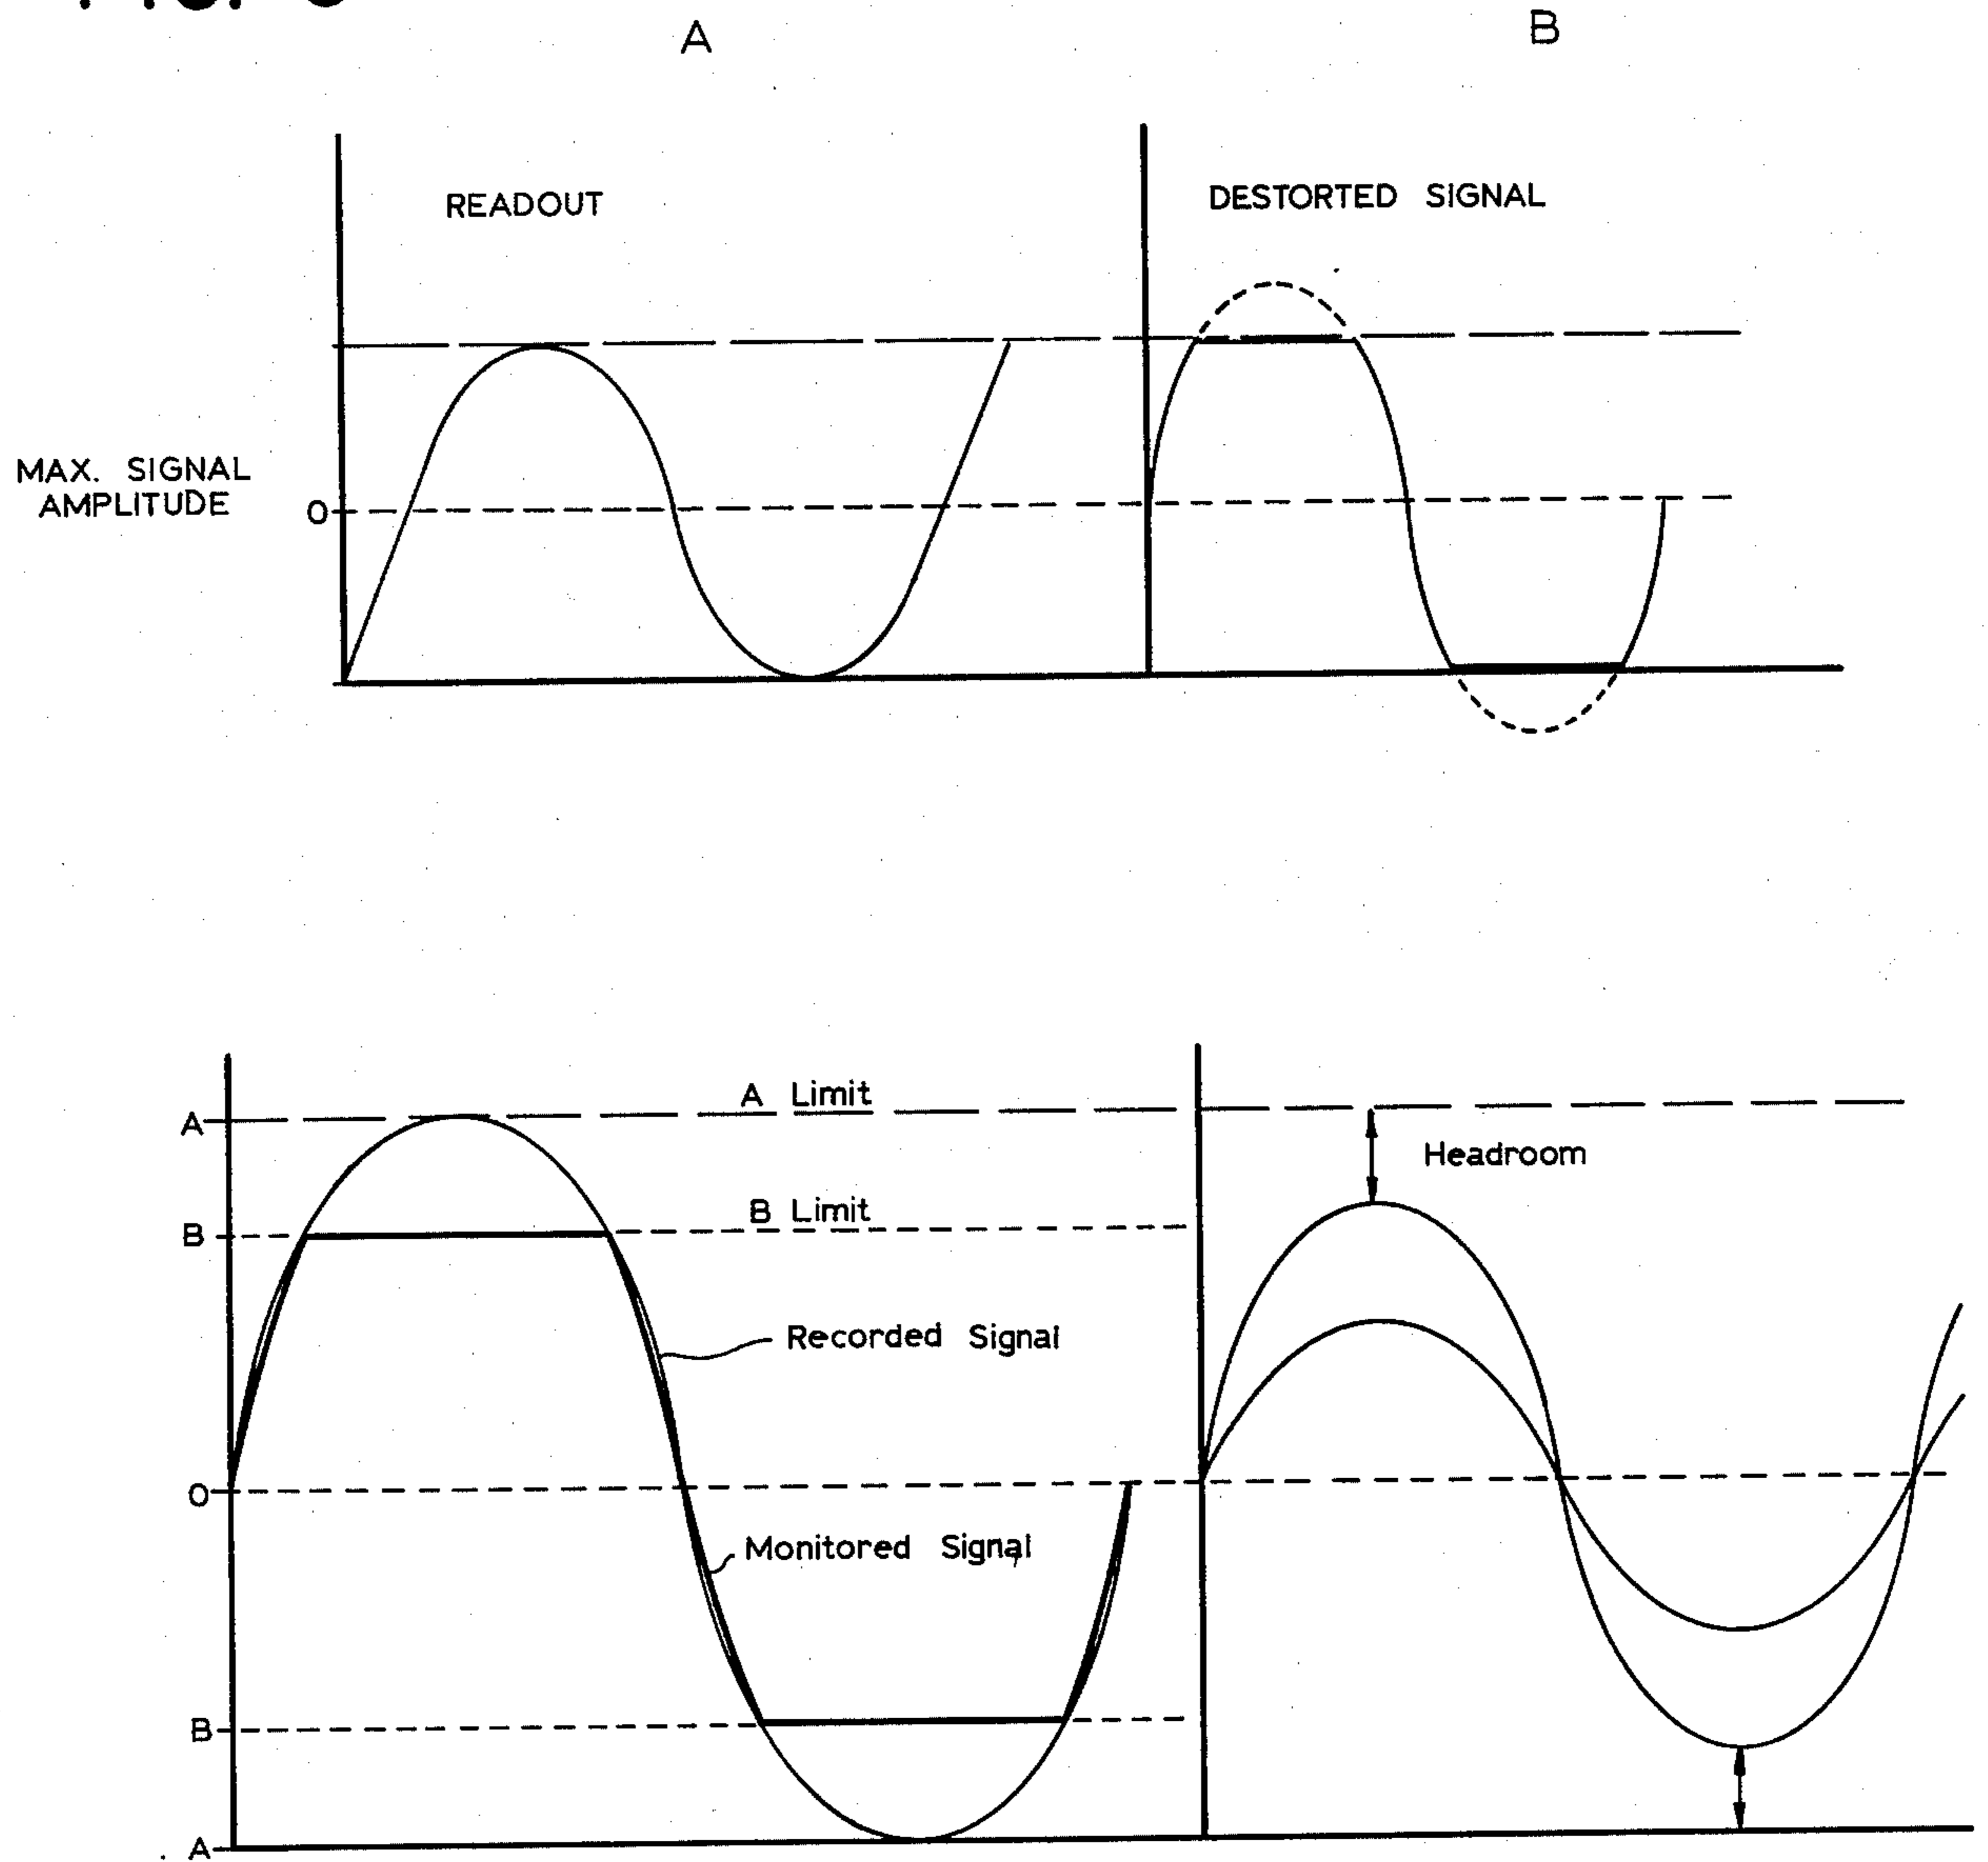 A
B
READOUT
DESTORTED SIGNAL
MAX. SIGNAL
AMPLITUDE
0
A Limit
A
Headroom
B Limit
B
Recorded Signal
0
Monitored Signal
B
A